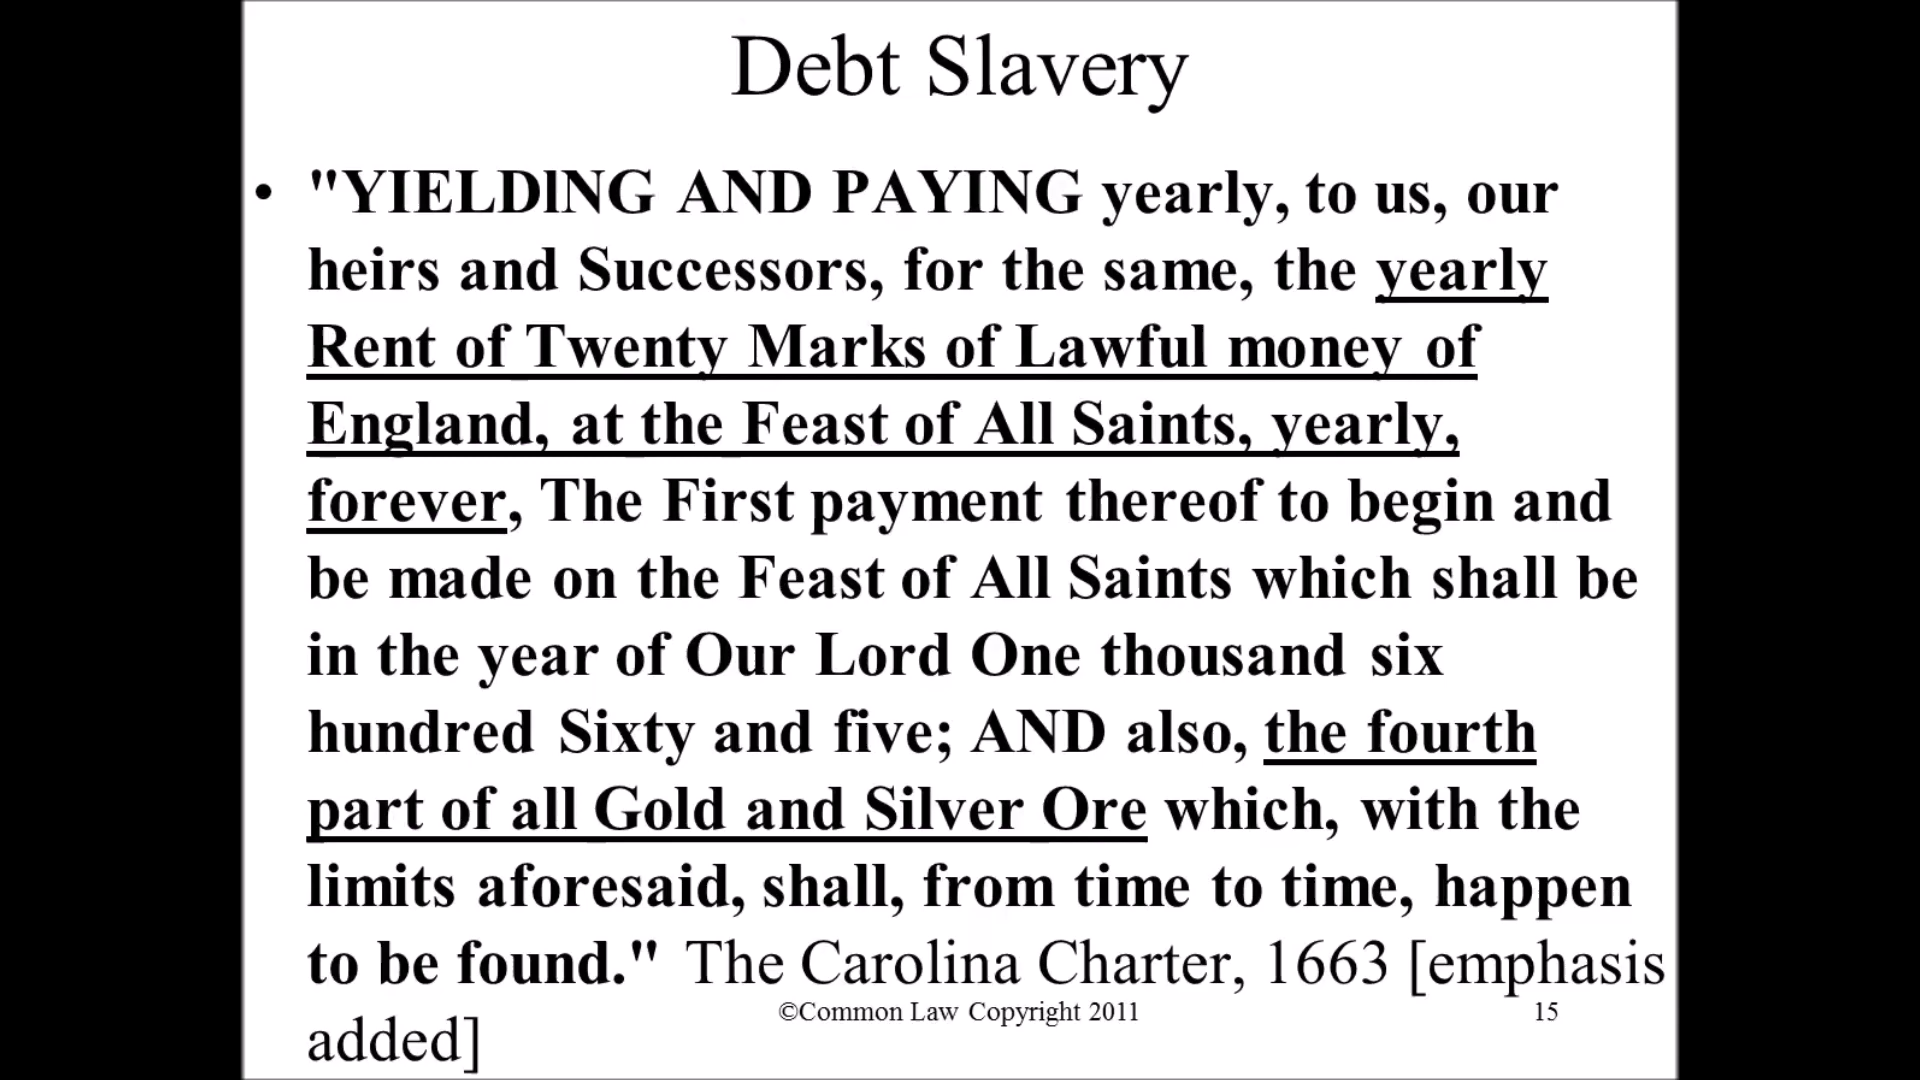 Debt Slavery
• "YIELDING AND PAYING yearly, to us, our
heirs and Successors, for the same, the yearly
Rent of Twenty Marks of Lawful money of
England, at the Feast of All Saints, yearly,
forever, The First payment thereof to begin and
be made on the Feast of All Saints which shall be
in the year of Our Lord One thousand six
hundred Sixty and five; AND also, the fourth
part of all Gold and Silver Ore which, with the
limits aforesaid, shall, from time to time, happen
to be found." The Carolina Charter, 1663 [emphasis
added]
©Common Law Copyright 2011
15